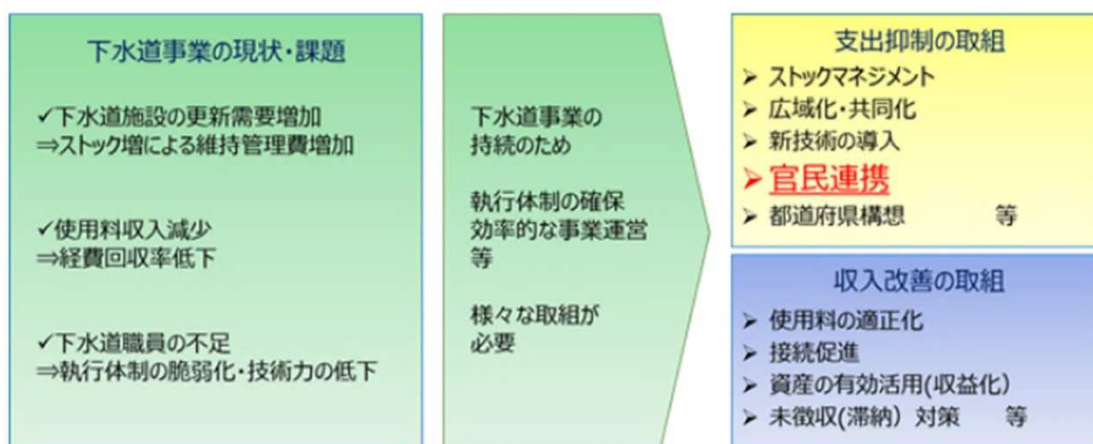 下水道事業の現状・課題
✓下水道施設の更新需要増加
⇒ストック増による維持管理費増加
✓使用料収入減少
⇒経費回収率低下
✓下水道職員の不足
⇒執行体制の脆弱化・技術力の低下
下水道事業の
持続のため
執行体制の確保
効率的な事業運営
等
様々な取組が
必要
支出抑制の取組
➢ ストックマネジメント
➢ 広域化・共同化
➢ 新技術の導入
➢ 官民連携
➢ 都道府県構想 等
収入改善の取組
➢ 使用料の適正化
➢ 接続促進
➢ 資産の有効活用(収益化)
➢ 未徴収(滞納）対策 等